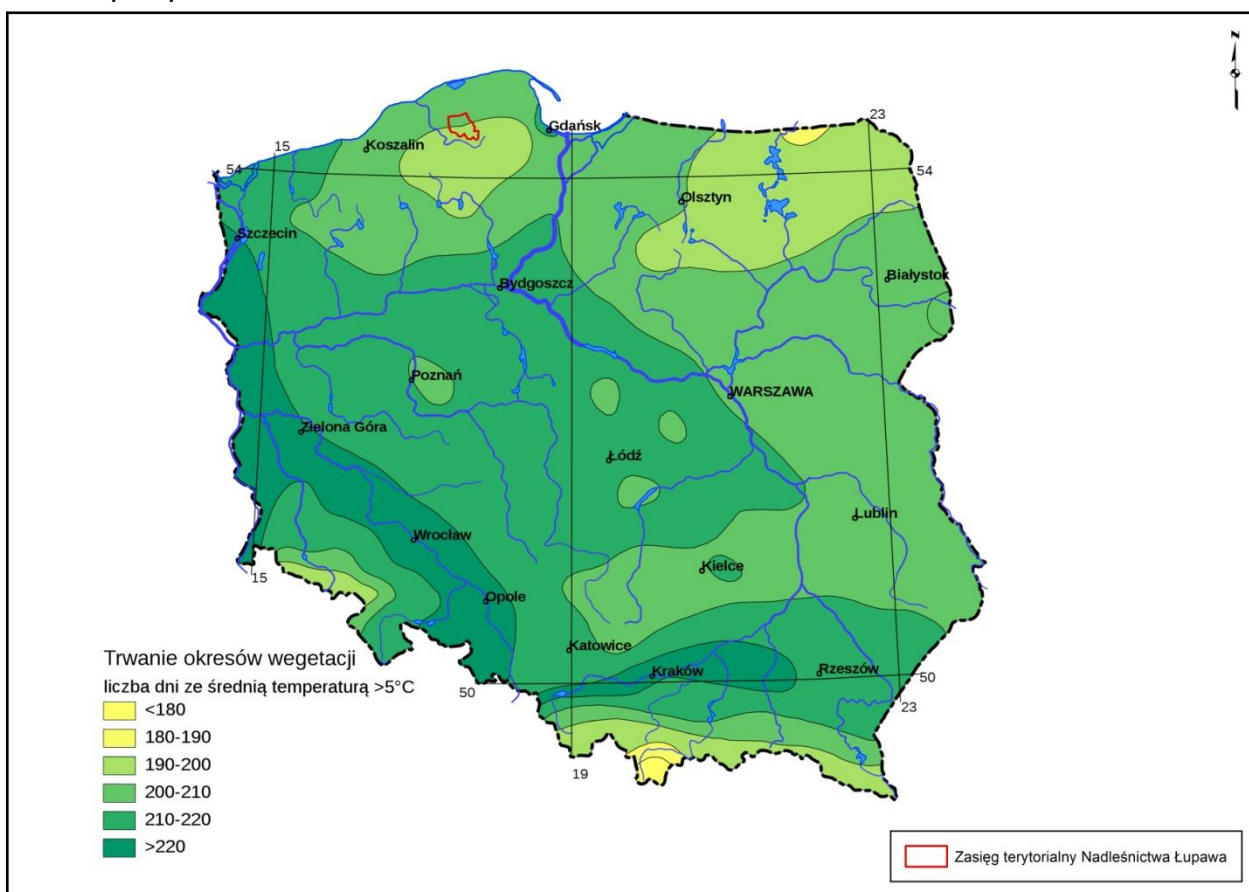 N
23
Gdańsk
15
Koszalin
54
54
Olsztyn
Szczecin
Białystok
Bydgoszcz
Poznań
WARSZAWA
Zielona Góra
Łódź
Lublin
Wrocław
Kielce
15
Opole
Katowice
Kraków
Rzeszów
50
50
23
19
Trwanie okresów wegetacji
liczba dni ze średnią temperaturą >5°C
<180
180-190
190-200
200-210
210-220
>220
Zasięg terytorialny Nadleśnictwa Łupawa